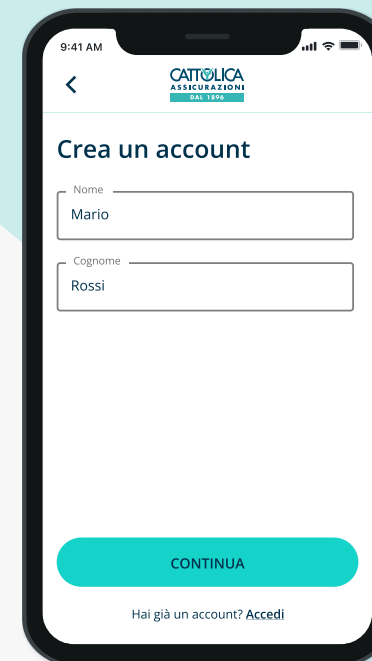 9:41 AM
CATTOLICA
ASSICURAZIONI
DAL 1896
Crea un account
Nome
Mario
Cognome
Rossi
CONTINUA
Hai già un account? Accedi